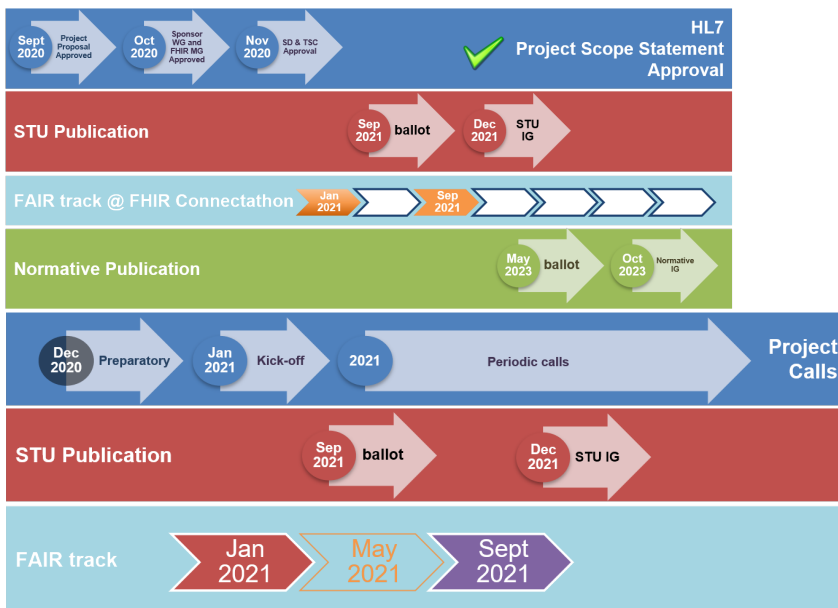 Sept
2020
Project
Proposal
Approved
Oct
2020
Sponsor
WG and
FHIR MG
Approved
Nov
2020
SD & TSC
Approval
HL7
Project Scope Statement
Approval
STU Publication
Sep
2021
ballot
Dec
2021
STU
IG
FAIR track @ FHIR Connectathon
Jan
2021
Sep
2021
Normative Publication
May
2023
ballot
Oct
2023
Normative
IG
Dec
2020
Preparatory
Jan
2021
Kick-off
2021
Periodic calls
Project
Calls
STU Publication
Sep
2021
ballot
Dec
2021
STU IG
FAIR track
Jan
2021
May
2021
Sept
2021